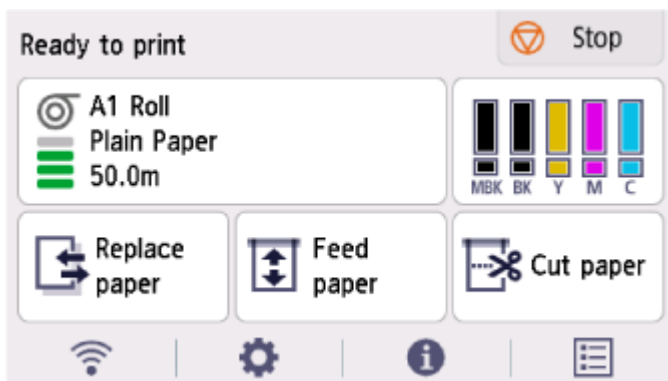 Ready to print
Stop
A1 Roll
Plain Paper
50.0m
MBK BK Y M C
Replace
paper
Feed
paper
Cut paper